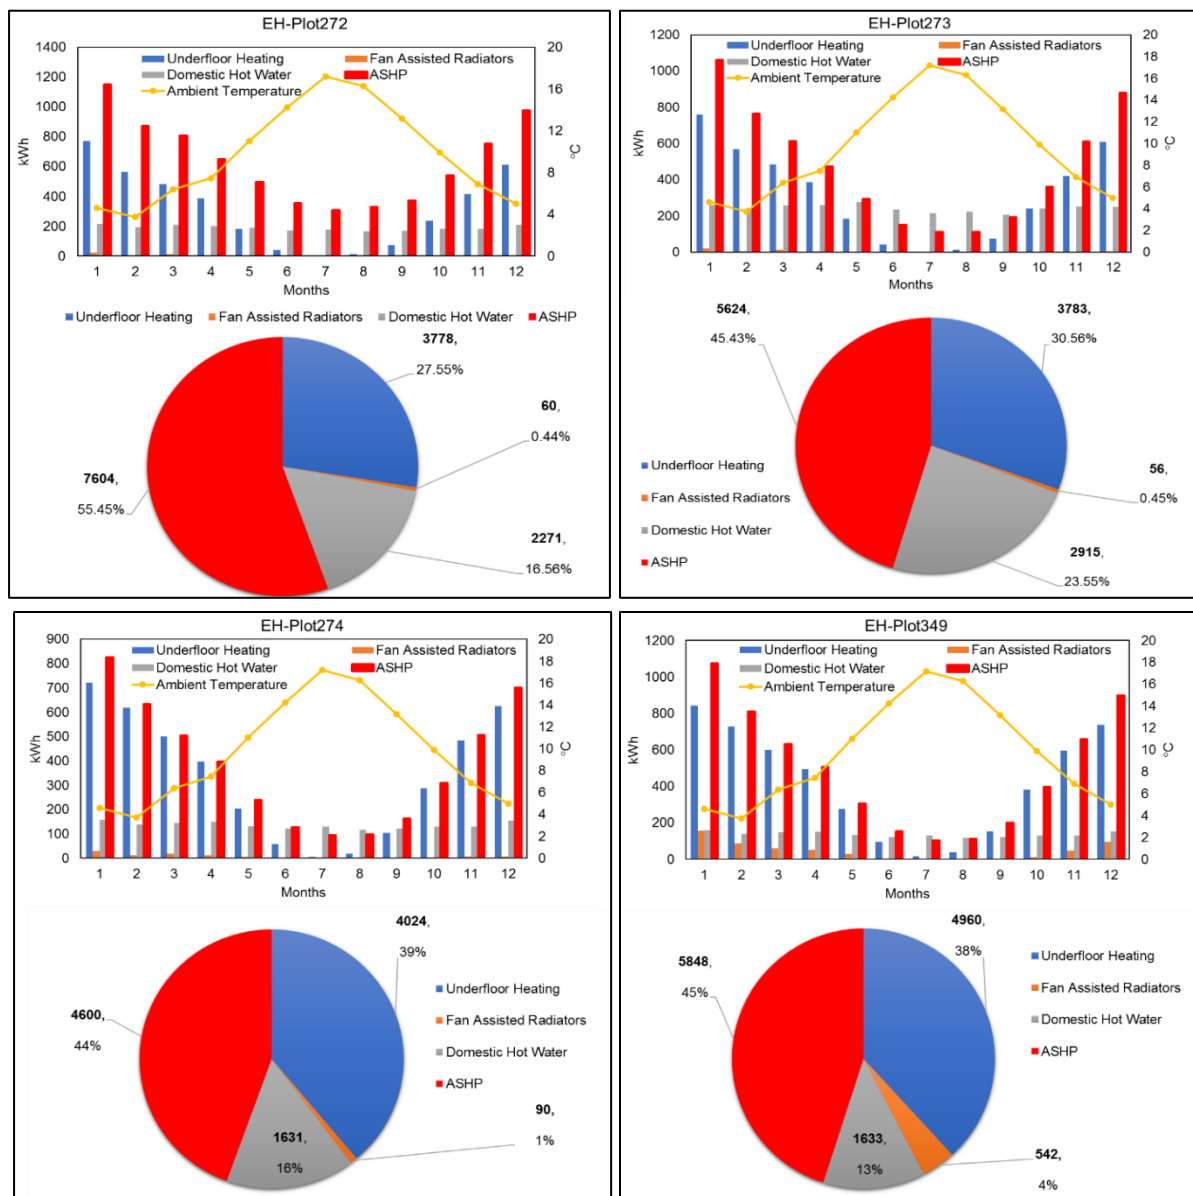 EH-Plot272
1400
1200
1000
800
600
400
200
0
kWh
Underfloor Heating
Fan Assisted Radiators
Domestic Hot Water
ASHP
Ambient Temperature
20
16
12
8
4
0
°C
1 2 3 4 5 6 7 8 9 10 11 12
Months
Underfloor Heating Fan Assisted Radiators Domestic Hot Water ASHP
3778,
27.55%
60,
0.44%
7604,
55.45%
2271,
16.56%
EH-Plot273
1200
1000
800
600
400
200
0
kWh
Underfloor Heating
Fan Assisted Radiators
Domestic Hot Water
ASHP
Ambient Temperature
20
18
16
14
12
10
8
6
4
2
0
°C
1 2 3 4 5 6 7 8 9 10 11 12
Months
5624,
45.43%
3783,
30.56%
Underfloor Heating
Fan Assisted Radiators
Domestic Hot Water
ASHP
56,
0.45%
2915,
23.55%
EH-Plot274
900
800
700
600
500
400
300
200
100
0
kWh
Underfloor Heating
Fan Assisted Radiators
Domestic Hot Water
ASHP
Ambient Temperature
20
18
16
14
12
10
8
6
4
2
0
°C
1 2 3 4 5 6 7 8 9 10 11 12
Months
4024,
39%
Underfloor Heating
Fan Assisted Radiators
Domestic Hot Water
ASHP
4600,
44%
90,
1%
1631,
16%
EH-Plot349
1200
1000
800
600
400
200
0
kWh
Underfloor Heating
Fan Assisted Radiators
Domestic Hot Water
ASHP
Ambient Temperature
20
18
16
14
12
10
8
6
4
2
0
°C
1 2 3 4 5 6 7 8 9 10 11 12
Months
4960,
38%
5848,
45%
Underfloor Heating
Fan Assisted Radiators
Domestic Hot Water
ASHP
1633,
13%
542,
4%